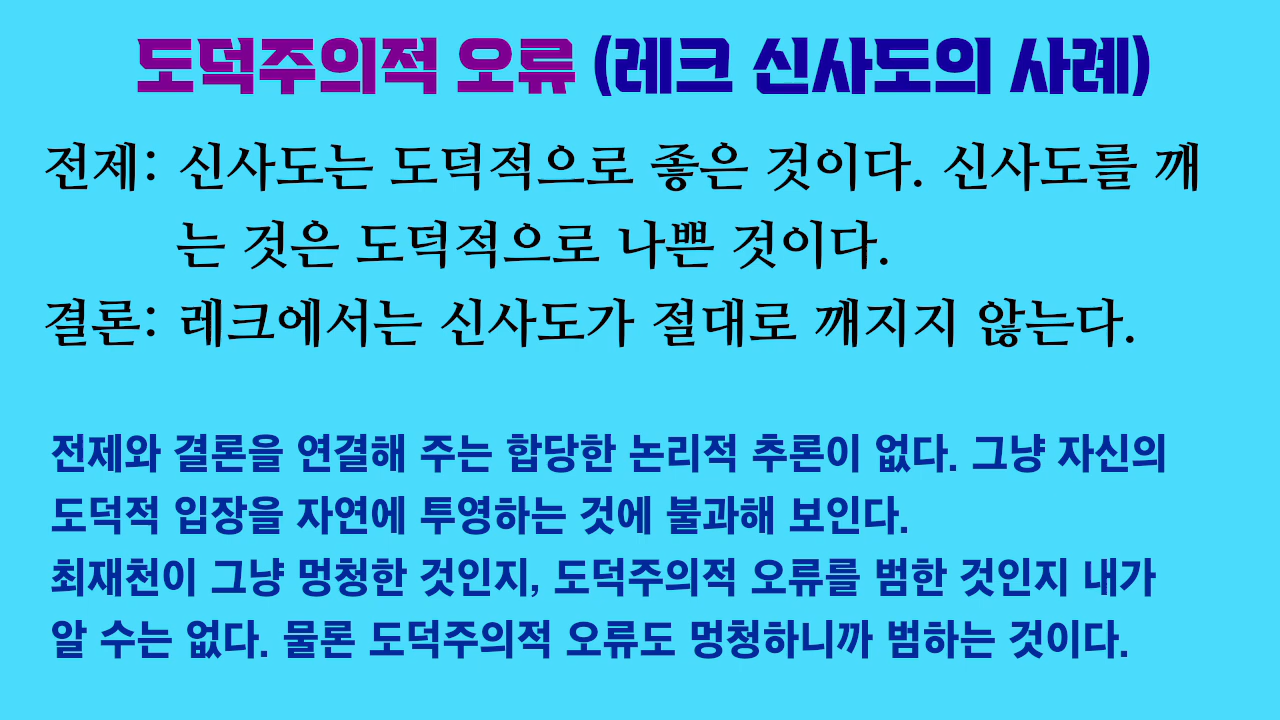 도덕주의적 오류 (레크 신사도의 사례)
전제: 신사도는 도덕적으로 좋은 것이다. 신사도를 깨
는 것은 도덕적으로 나쁜 것이다.
결론: 레크에서는 신사도가 절대로 깨지지 않는다.
전제와 결론을 연결해 주는 합당한 논리적 추론이 없다. 그냥 자신의
도덕적 입장을 자연에 투영하는 것에 불과해 보인다.
최재천이 그냥 멍청한 것인지, 도덕주의적 오류를 범한 것인지 내가
알 수는 없다. 물론 도덕주의적 오류도 멍청하니까 범하는 것이다.